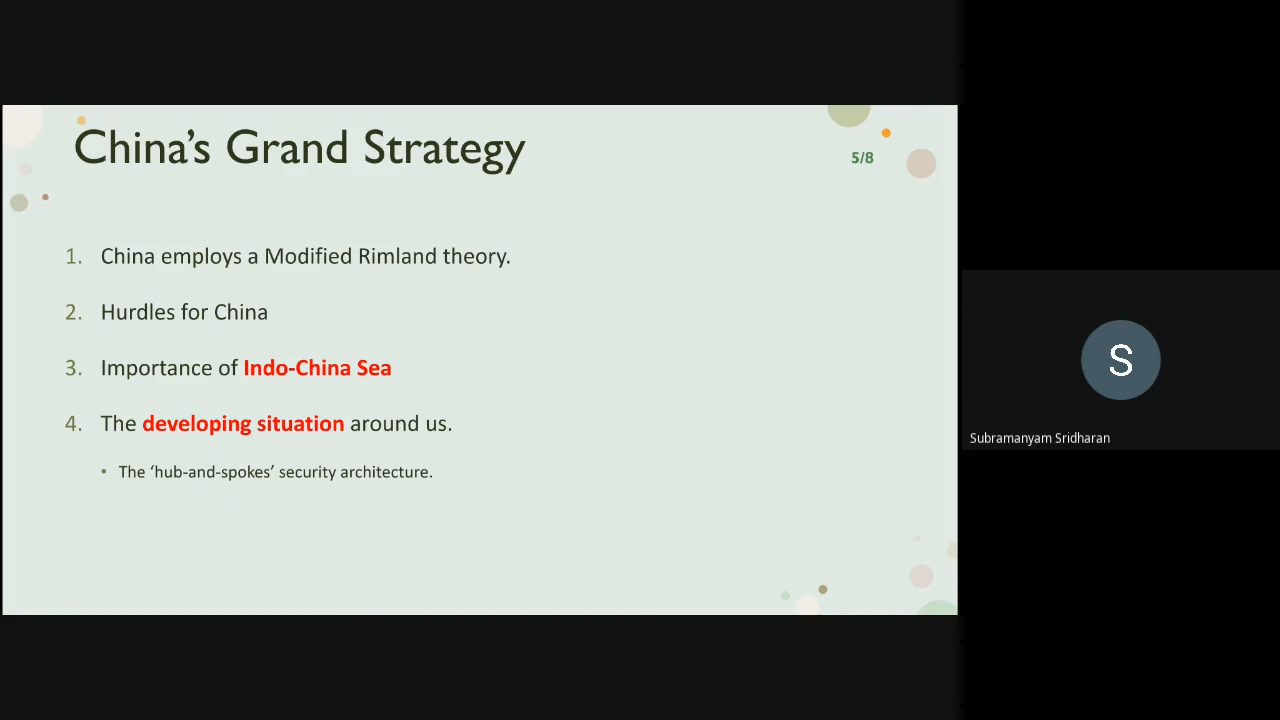 China’s Grand Strategy
5/8
1. China employs a Modified Rimland theory.
2. Hurdles for China
3. Importance of Indo-China Sea
4. The developing situation around us.
• The ‘hub-and-spokes’ security architecture.
S
Subramanyam Sridharan